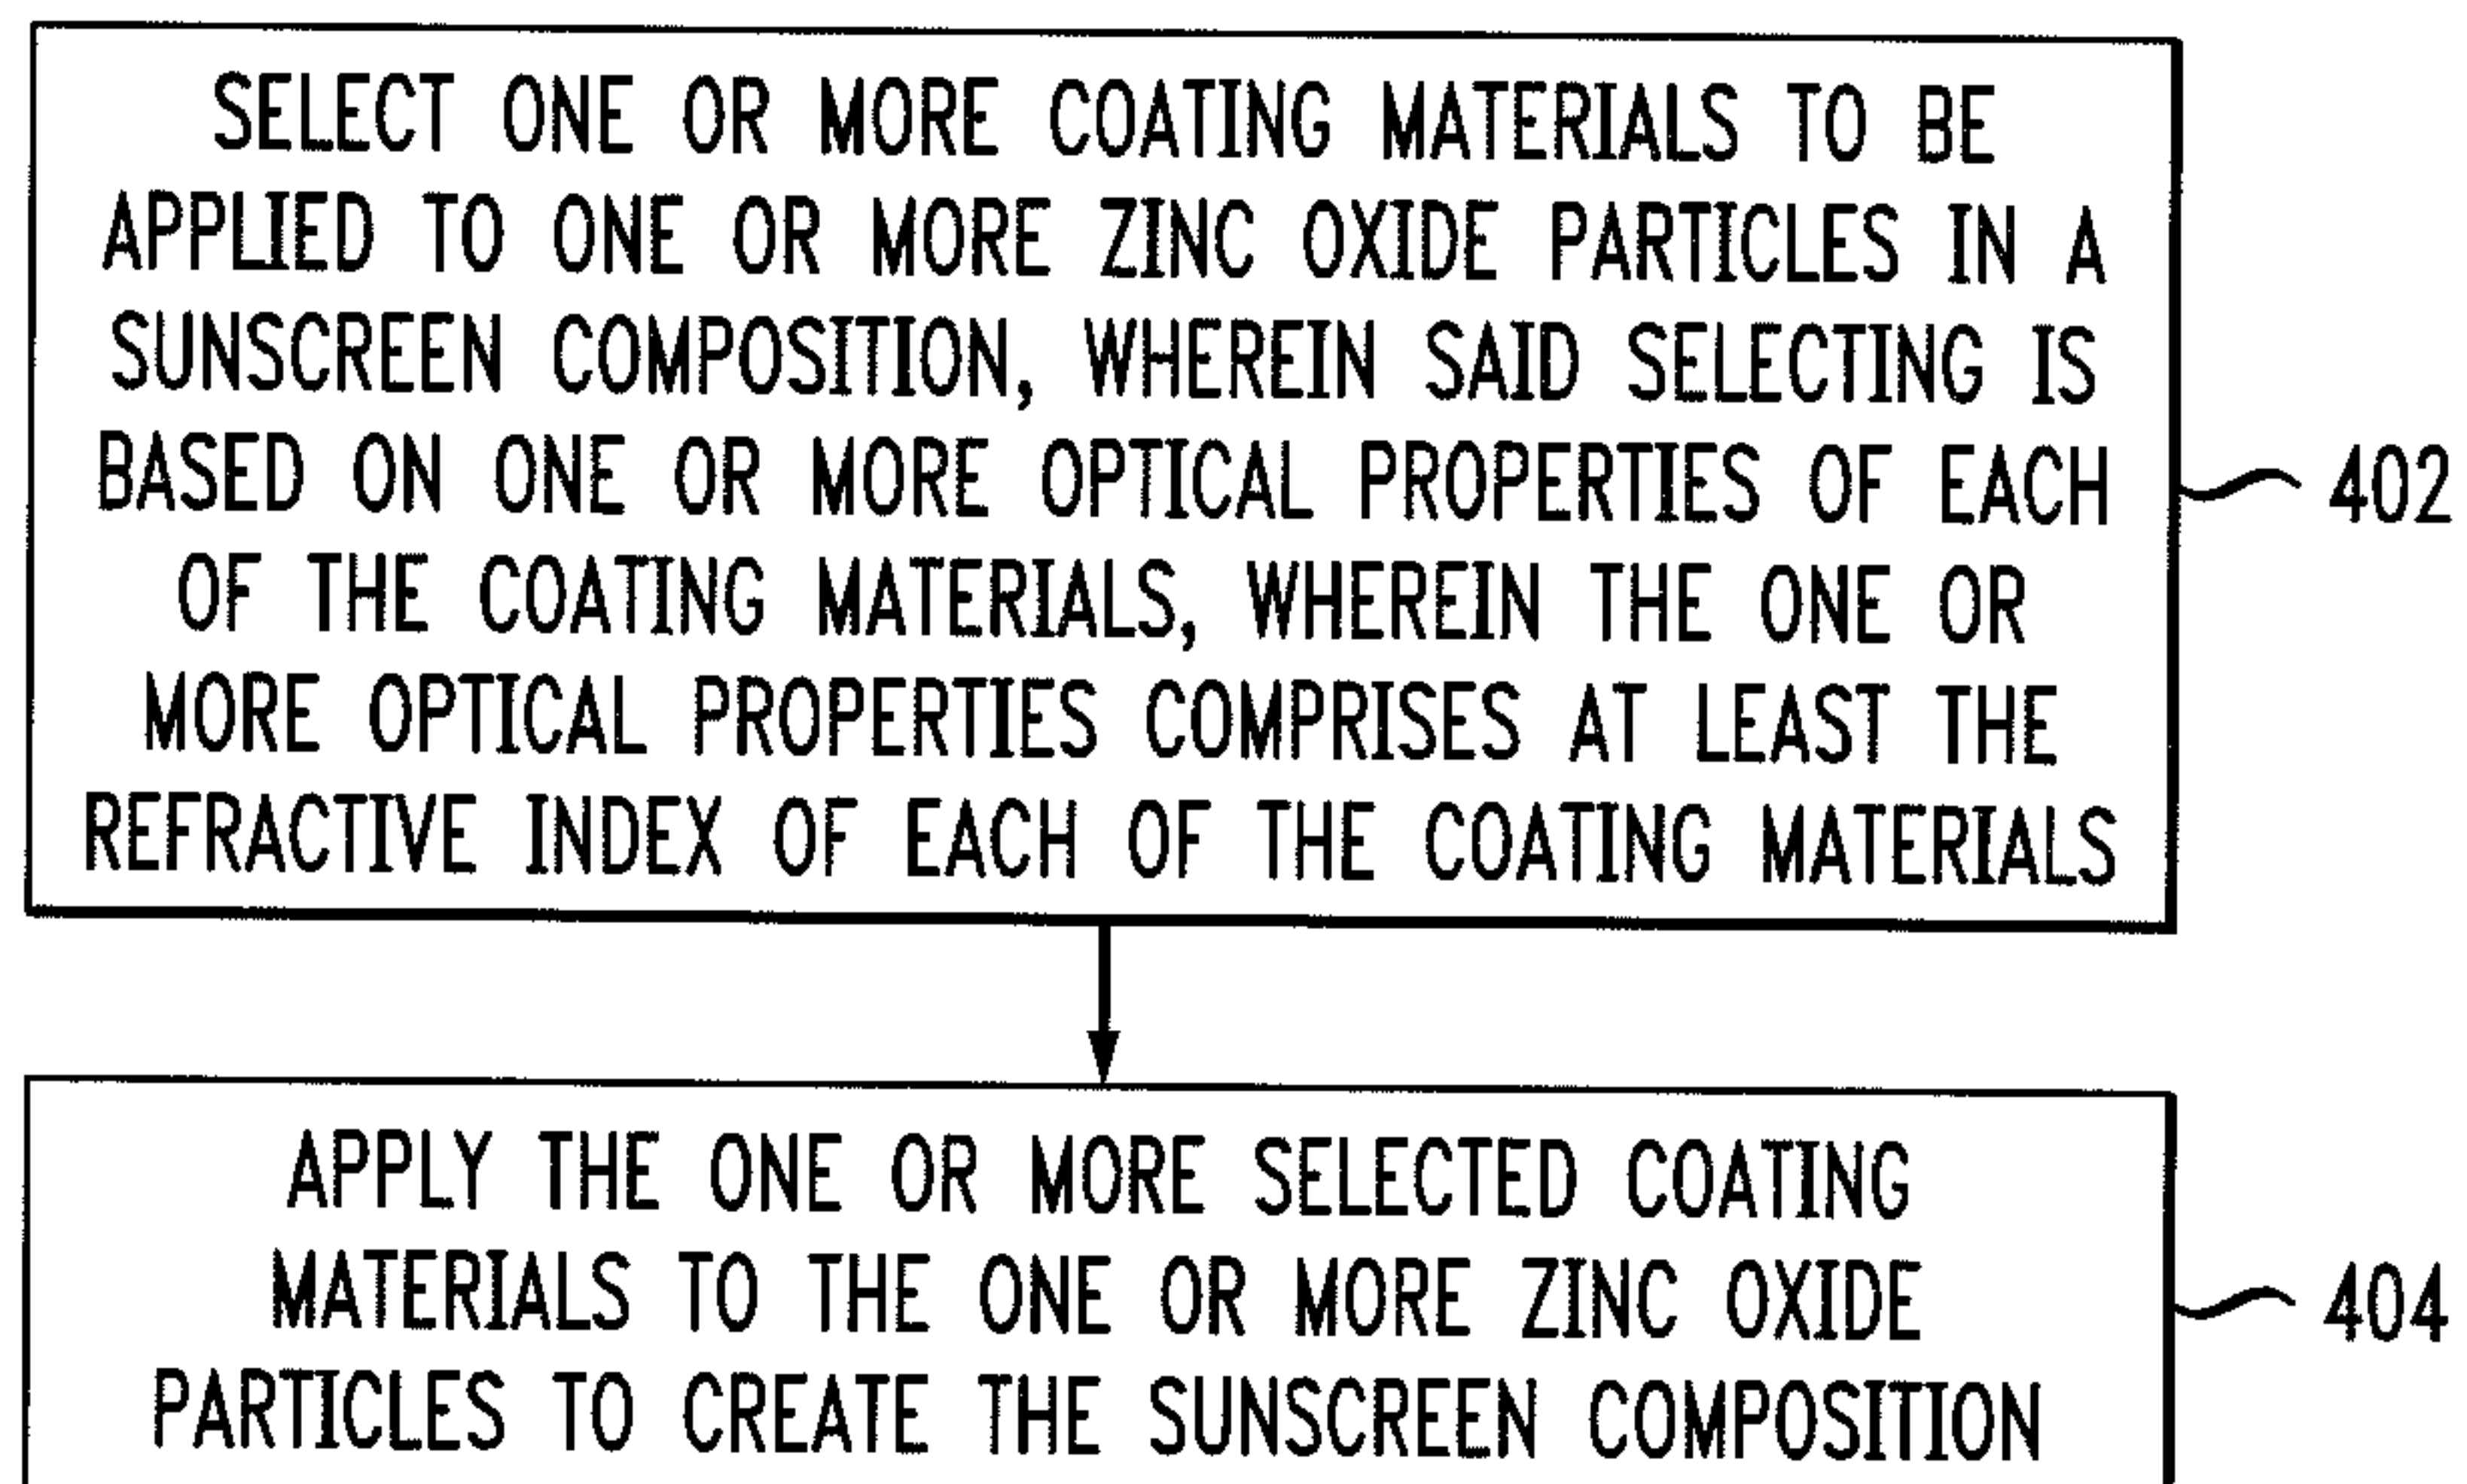 SELECT ONE OR MORE COATING MATERIALS TO BE
APPLIED TO ONE OR MORE ZINC OXIDE PARTICLES IN A
SUNSCREEN COMPOSITION, WHEREIN SAID SELECTING IS
BASED ON ONE OR MORE OPTICAL PROPERTIES OF EACH
OF THE COATING MATERIALS, WHEREIN THE ONE OR
MORE OPTICAL PROPERTIES COMPRISES AT LEAST THE
REFRACTIVE INDEX OF EACH OF THE COATING MATERIALS
402
APPLY THE ONE OR MORE SELECTED COATING
MATERIALS TO THE ONE OR MORE ZINC OXIDE
PARTICLES TO CREATE THE SUNSCREEN COMPOSITION
404